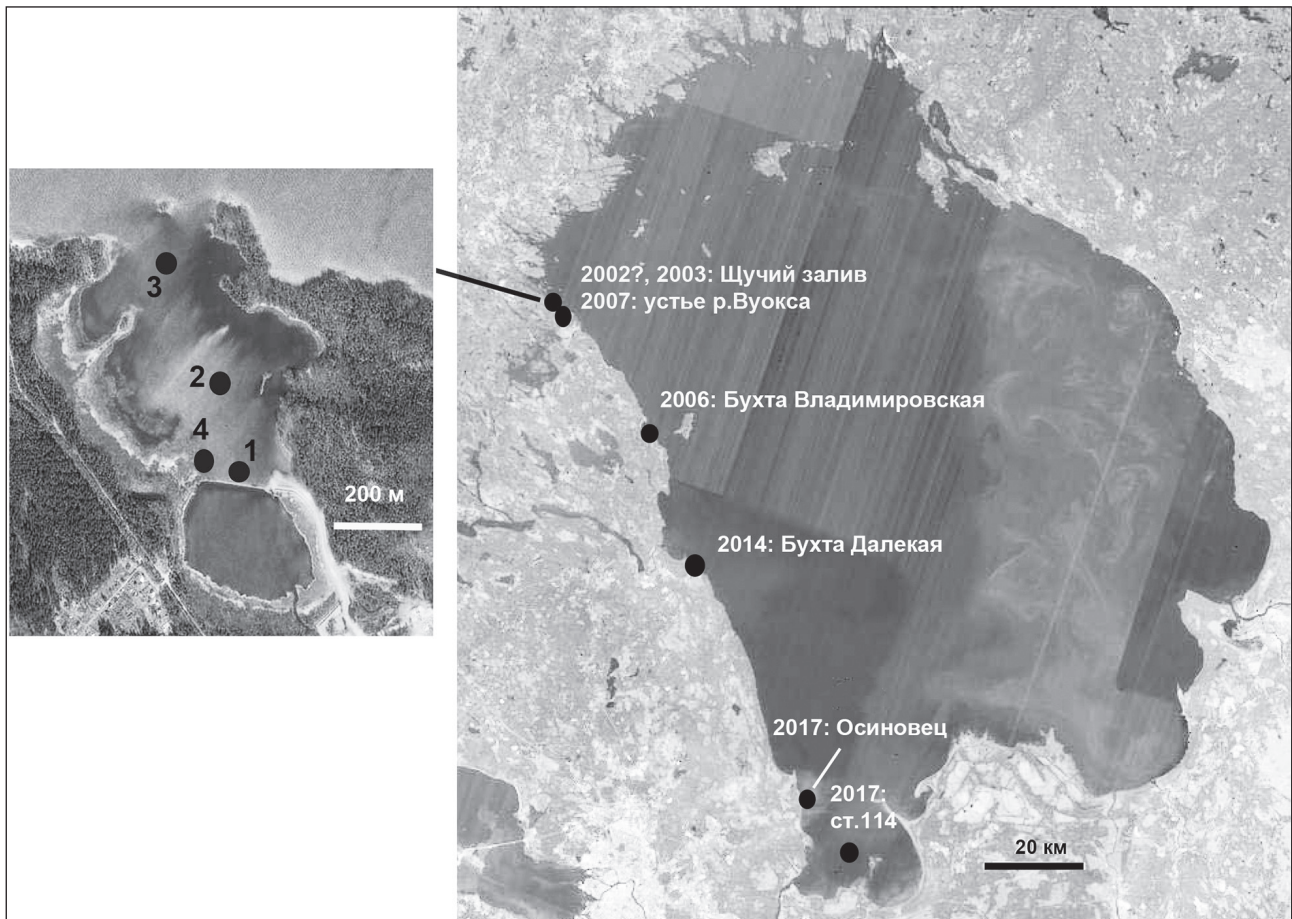 3
2
4
1
200 м
2002?, 2003: Щучий залив
2007: устье р.Вуокса
2006: Бухта Владимировская
2014: Бухта Далекая
2017: Осиновец
2017:
ст.114
20 км